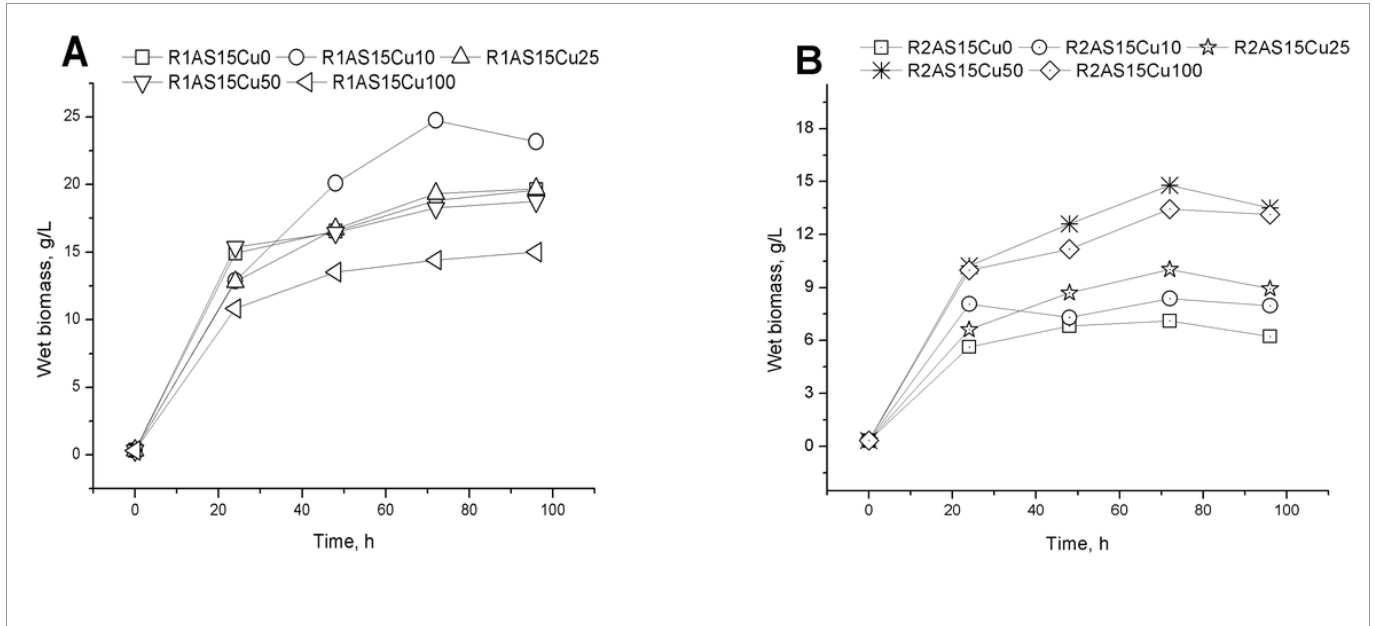 A
R1AS15Cu0 R1AS15Cu10 R1AS15Cu25
R1AS15Cu50 R1AS15Cu100
25
20
15
10
5
0
Wet biomass, g/L
0 20 40 60 80 100
Time, h
B
R2AS15Cu0 R2AS15Cu10 R2AS15Cu25
R2AS15Cu50 R2AS15Cu100
18
15
12
9
6
3
0
Wet biomass, g/L
0 20 40 60 80 100
Time, h